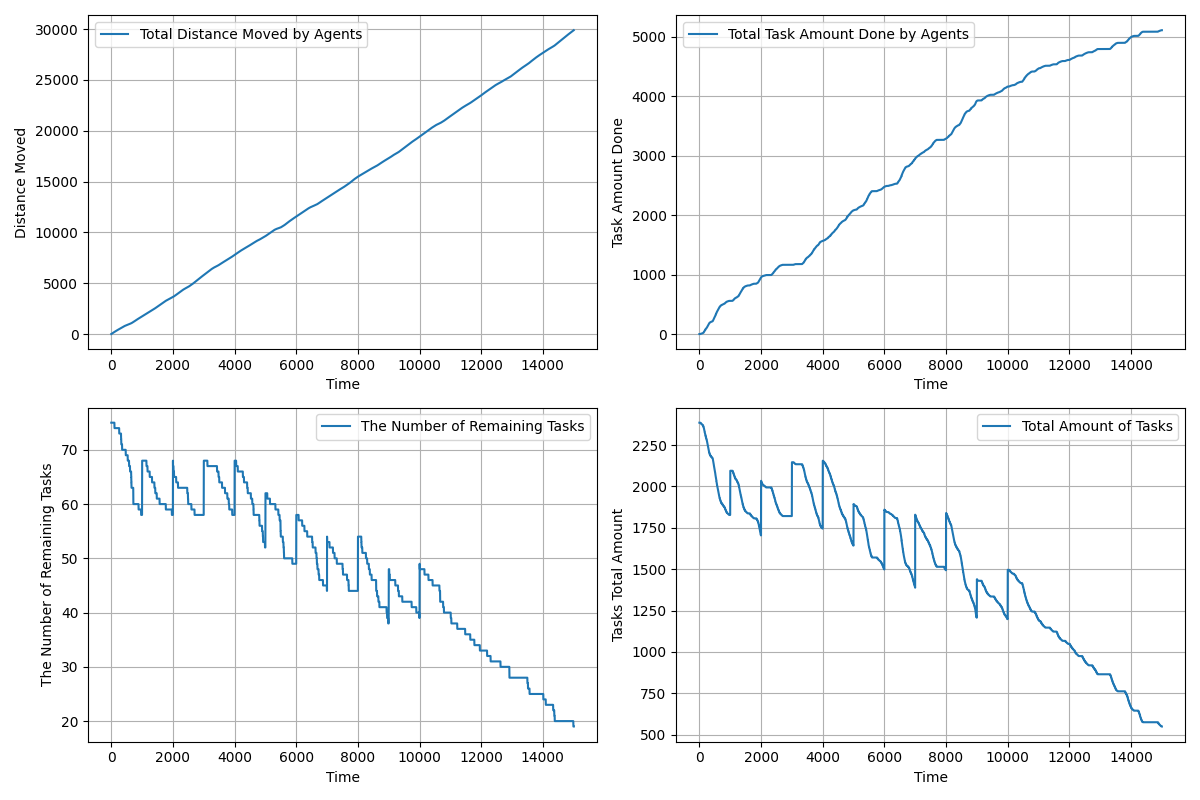 Total Distance Moved by Agents
Distance Moved
30000
25000
20000
15000
10000
5000
0
0 2000 4000 6000 8000 10000 12000 14000
Time
Total Task Amount Done by Agents
Task Amount Done
5000
4000
3000
2000
1000
0
0 2000 4000 6000 8000 10000 12000 14000
Time
The Number of Remaining Tasks
The Number of Remaining Tasks
70
60
50
40
30
20
0 2000 4000 6000 8000 10000 12000 14000
Time
Total Amount of Tasks
Tasks Total Amount
2250
2000
1750
1500
1250
1000
750
500
0 2000 4000 6000 8000 10000 12000 14000
Time